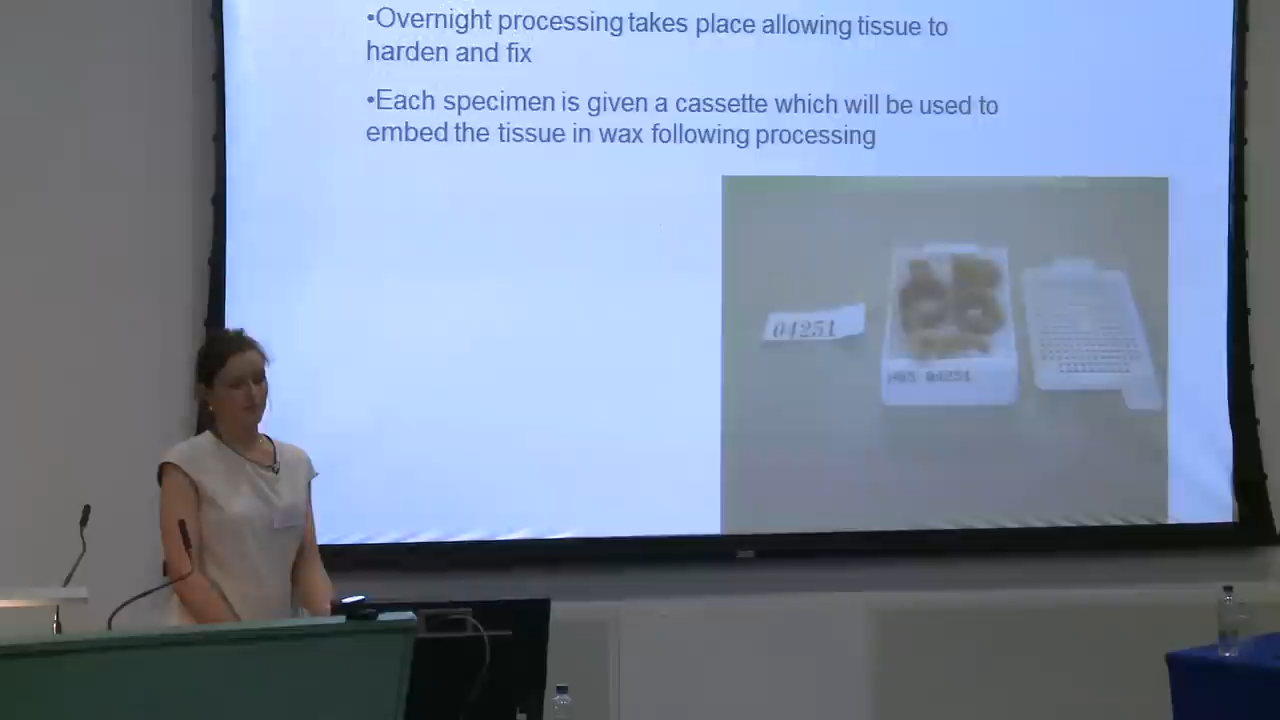 •Overnight processing takes place allowing tissue to
harden and fix
•Each specimen is given a cassette which will be used to
embed the tissue in wax following processing
04251
04251